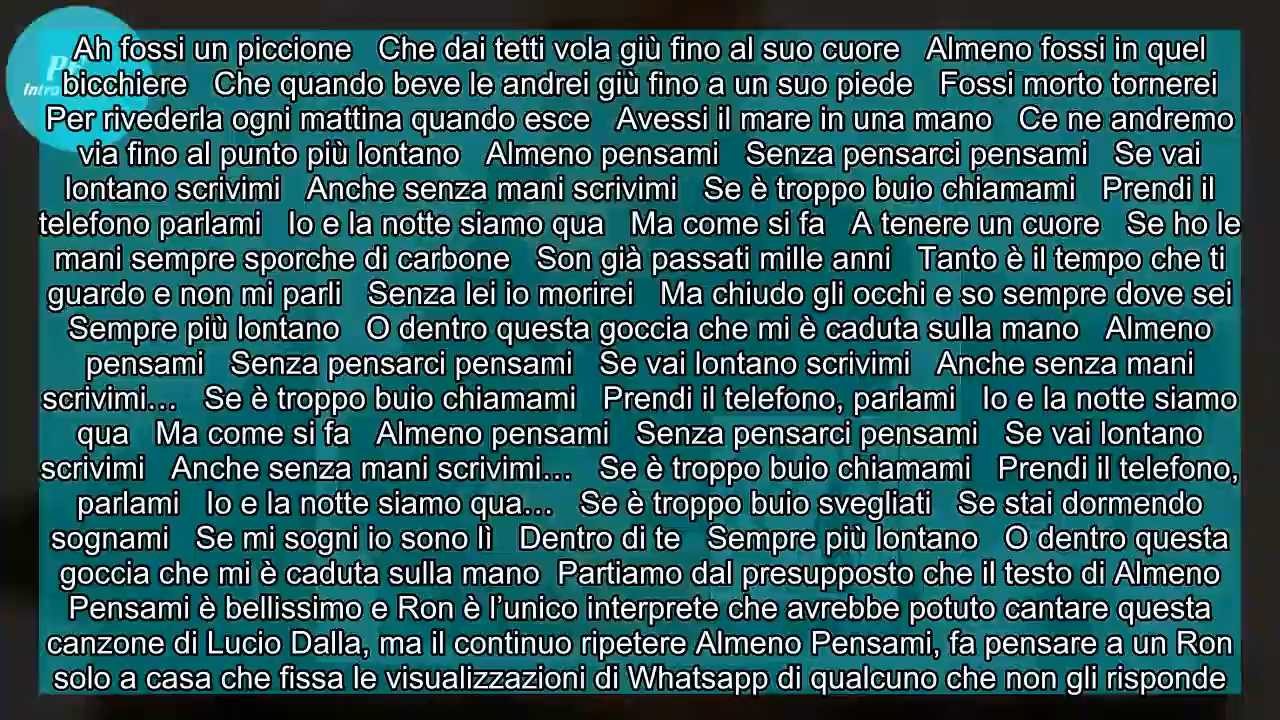 Ah fossi un piccione   Che dai tetti vola giù fino al suo cuore   Almeno fossi in quel
bicchiere   Che quando beve le andrei giù fino a un suo piede   Fossi morto tornerei
Per rivederla ogni mattina quando esce   Avessi il mare in una mano   Ce ne andremo
via fino al punto più lontano   Almeno pensami   Senza pensarci pensami   Se vai
lontano scrivimi   Anche senza mani scrivimi   Se è troppo buio chiamami   Prendi il
telefono parlami   Io e la notte siamo qua   Ma come si fa   A tenere un cuore   Se ho le
mani sempre sporche di carbone   Son già passati mille anni   Tanto è il tempo che ti
guardo e non mi parli   Senza lei io morirei   Ma chiudo gli occhi e so sempre dove sei
Sempre più lontano   O dentro questa goccia che mi è caduta sulla mano   Almeno
pensami   Senza pensarci pensami   Se vai lontano scrivimi   Anche senza mani
scrivimi…   Se è troppo buio chiamami   Prendi il telefono, parlami   Io e la notte siamo
qua   Ma come si fa   Almeno pensami   Senza pensarci pensami   Se vai lontano
scrivimi   Anche senza mani scrivimi…   Se è troppo buio chiamami   Prendi il telefono,
parlami   Io e la notte siamo qua…   Se è troppo buio svegliati   Se stai dormendo
sognami   Se mi sogni io sono lì   Dentro di te   Sempre più lontano   O dentro questa
goccia che mi è caduta sulla mano  Partiamo dal presupposto che il testo di Almeno
Pensami è bellissimo e Ron è l’unico interprete che avrebbe potuto cantare questa
canzone di Lucio Dalla, ma il continuo ripetere Almeno Pensami, fa pensare a un Ron
solo a casa che fissa le visualizzazioni di Whatsapp di qualcuno che non gli risponde